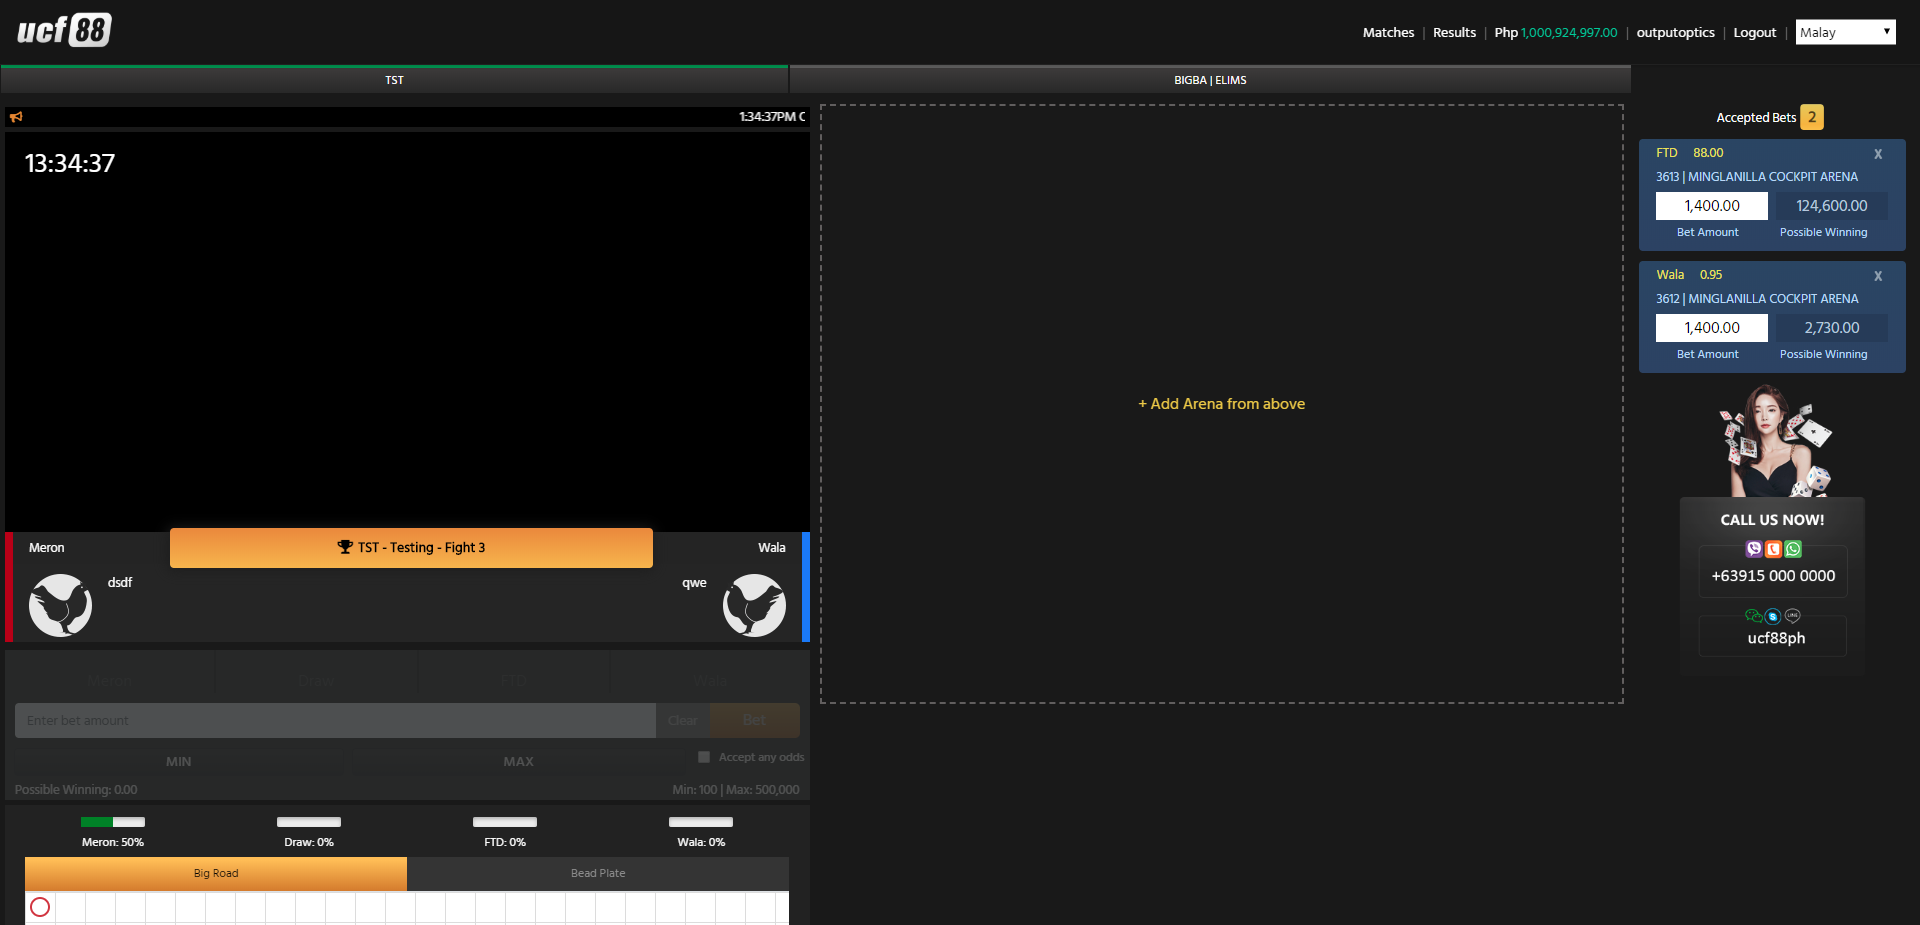 ucf88
Matches | Results | Php 1,000,924,997.00 | outputoptics | Logout | Malay
TST
BIGBA | ELIMS
1:34:37PM
13:34:37
Meron
TST - Testing - Fight 3
Wala
dsdf
qwe
Meron
Draw
FTD
Wala
Enter bet amount
Clear
Bet
MIN
MAX
Accept any odds
Possible Winning: 0.00
Min: 100 | Max: 500,000
Meron: 50%
Draw: 0%
FTD: 0%
Wala: 0%
Big Road
Bead Plate
+ Add Arena from above
Accepted Bets 2
FTD 88.00 X
3613 | MINGLANILLA COCKPIT ARENA
1,400.00 124,600.00
Bet Amount Possible Winning
Wala 0.95 X
3612 | MINGLANILLA COCKPIT ARENA
1,400.00 2,730.00
Bet Amount Possible Winning
CALL US NOW!
+63915 000 0000
LINE
ucf88ph